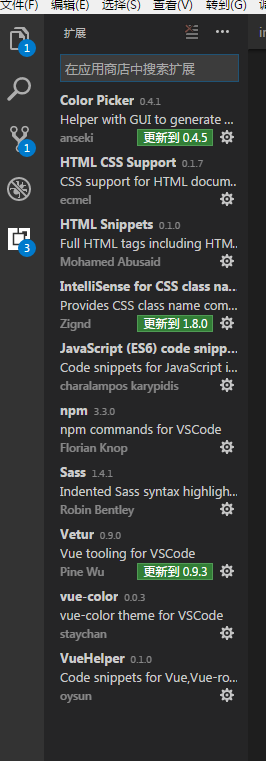 文件(F) 编辑(E) 选择(S) 查看(V) 转到(G)
扩展
在应用商店中搜索扩展
Color Picker 0.4.1
Helper with GUI to generate ...
anseki 更新到 0.4.5
HTML CSS Support 0.1.7
CSS support for HTML docum...
ecmel
HTML Snippets 0.1.0
Full HTML tags including HTM...
Mohamed Abusaid
IntelliSense for CSS class na...
Provides CSS class name com...
Zignd 更新到 1.8.0
JavaScript (ES6) code snipp...
Code snippets for JavaScript i...
charalampos karypidis
npm 3.3.0
npm commands for VSCode
Florian Knop
Sass 1.4.1
Indented Sass syntax highligh...
Robin Bentley
Vetur 0.9.0
Vue tooling for VSCode
Pine Wu 更新到 0.9.3
vue-color 0.0.3
vue-color theme for VSCode
staychan
VueHelper 0.1.0
Code snippets for Vue,Vue-ro...
oysun
1
1
3